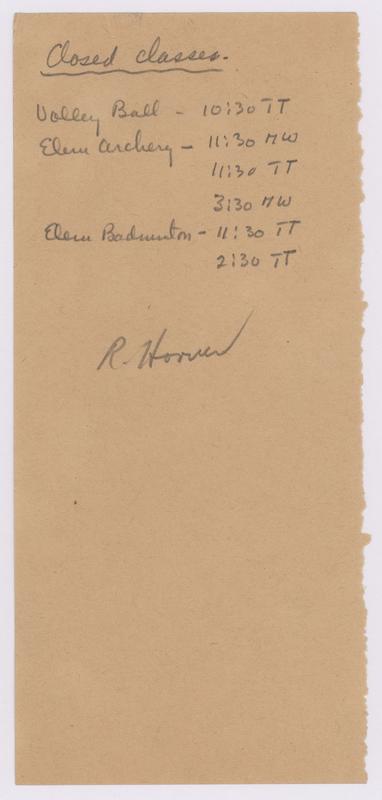 Closed classes.
Volley Ball - 10:30 TT
Elem Archery - 11:30 MW
11:30 TT
3:30 MW
Elem Badminton - 11:30 TT
2:30 TT
R. Horner